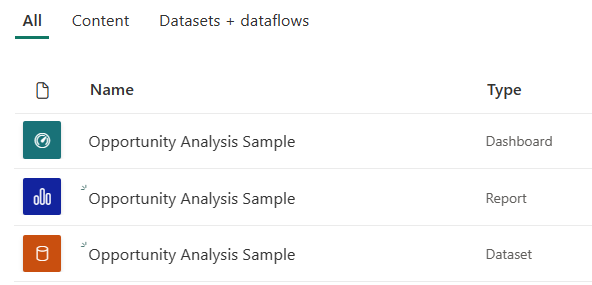 All Content Datasets + dataflows
Name Type
Opportunity Analysis Sample Dashboard
Opportunity Analysis Sample Report
Opportunity Analysis Sample Dataset